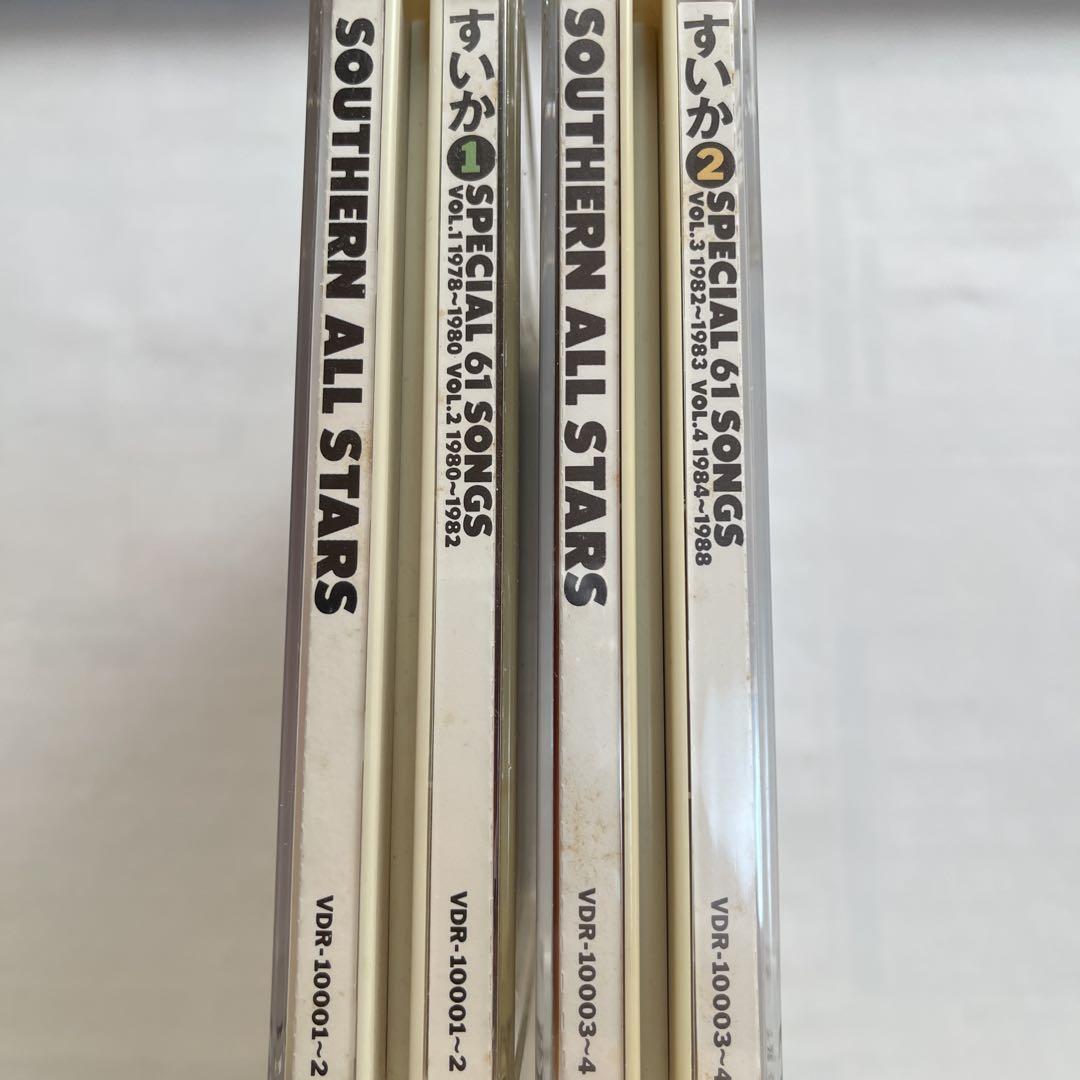 SOUTHERN ALL STARS
VDR-10001~2
すいか1 SPECIAL 61 SONGS
VOL.1 1978~1980 VOL.2 1980~1982
VDR-10001~2
SOUTHERN ALL STARS
VDR-10003~4
すいか2 SPECIAL 61 SONGS
VOL.3 1982~1983 VOL.4 1984~1988
VDR-10003~4